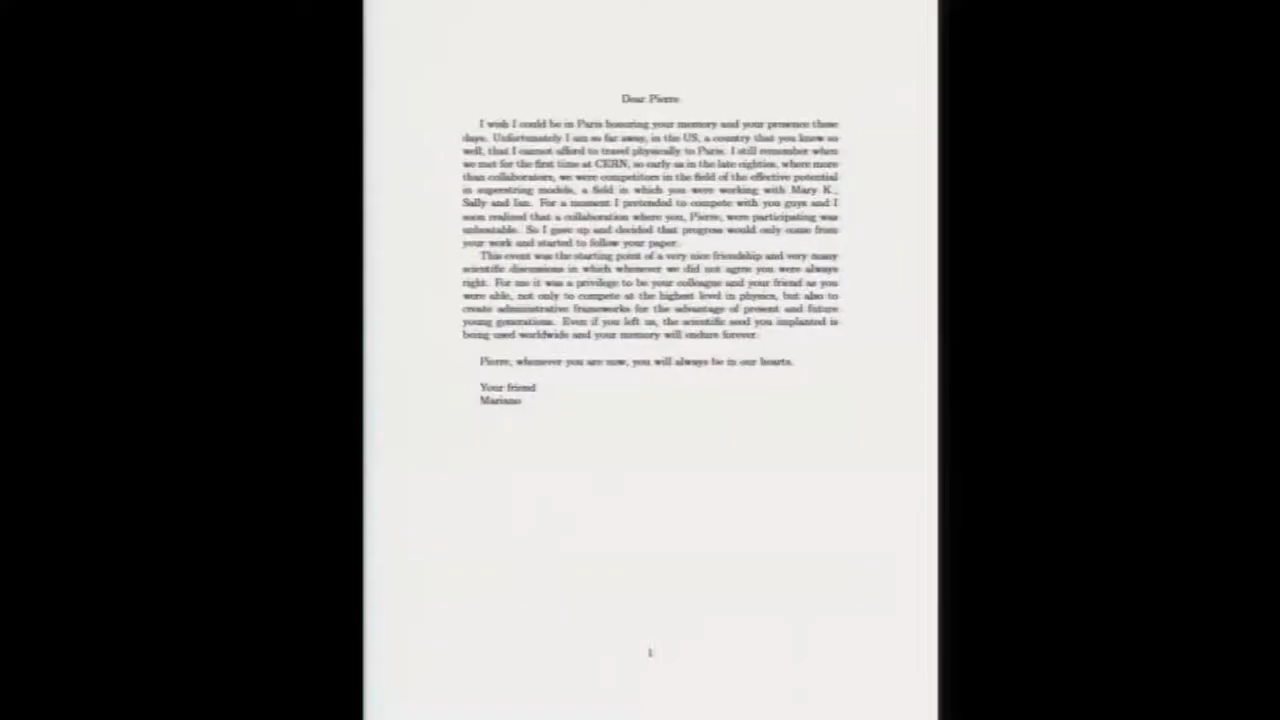 Dear Pierre
I wish I could be in Paris honoring your memory and your presence these
days. Unfortunately I am so far away, in the US, a country that you know so
well, that I cannot afford to travel physically to Paris. I still remember when
we met for the first time at CERN, so early as in the late eighties, where more
than collaborators, we were competitors in the field of the effective potential
in superstring models, a field in which you were working with Mary K.,
Sally and Ian. For a moment I pretended to compete with you guys and I
soon realized that a collaboration where you, Pierre, were participating was
unbeatable. So I gave up and decided that progress would only come from
your work and started to follow your paper.
This event was the starting point of a very nice friendship and very many
scientific discussions in which whenever we did not agree you were always
right. For me it was a privilege to be your colleague and your friend as you
were able, not only to compete at the highest level in physics, but also to
create administrative frameworks for the advantage of present and future
young generations. Even if you left us, the scientific seed you implanted is
being used worldwide and your memory will endure forever.
Pierre, whenever you are now, you will always be in our hearts.
Your friend
Mariano
1